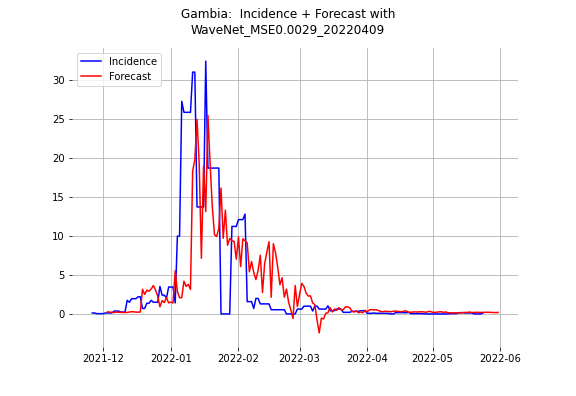 Gambia:  Incidence + Forecast with
WaveNet_MSE0.0029_20220409
Incidence
Forecast
30
25
20
15
10
5
0
2021-12 2022-01 2022-02 2022-03 2022-04 2022-05 2022-06